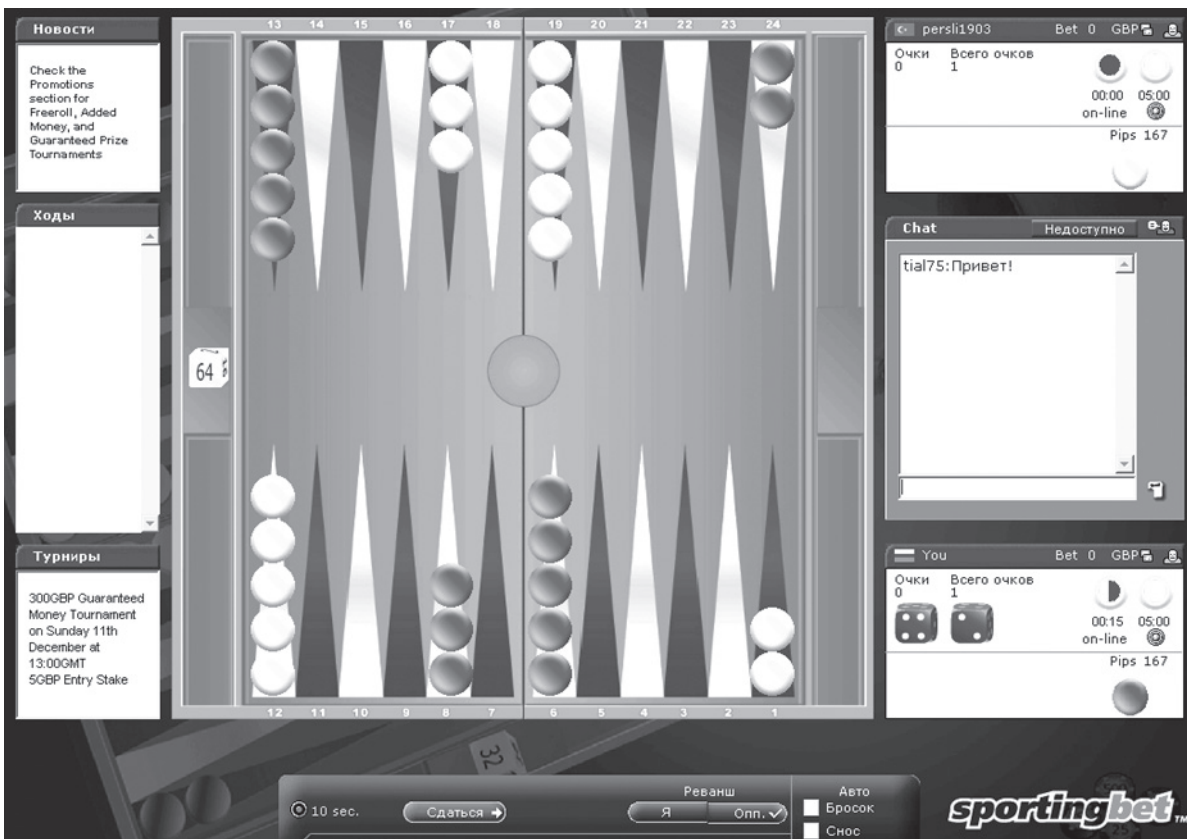 Новости
Check the
Promotions
section for
Freeroll, Added
Money, and
Guaranteed Prize
Tournaments
Ходы
Турниры
300GBP Guaranteed
Money Tournament
on Sunday 11th
December at
13:00GMT
5GBP Entry Stake
13 14 15 16 17 18 19 20 21 22 23 24
64
12 11 10 9 8 7 6 5 4 3 2 1
persli1903 Bet 0 GBP
Очки Всего очков
0 1
00:00 05:00
on-line
Pips 167
Chat Недоступно
tial75:Привет!
You Bet 0 GBP
Очки Всего очков
0 1
00:15 05:00
on-line
Pips 167
32
10 sec.
Сдаться
Реванш
Я Опп.
Авто
Бросок
Снос
sportingbet TM